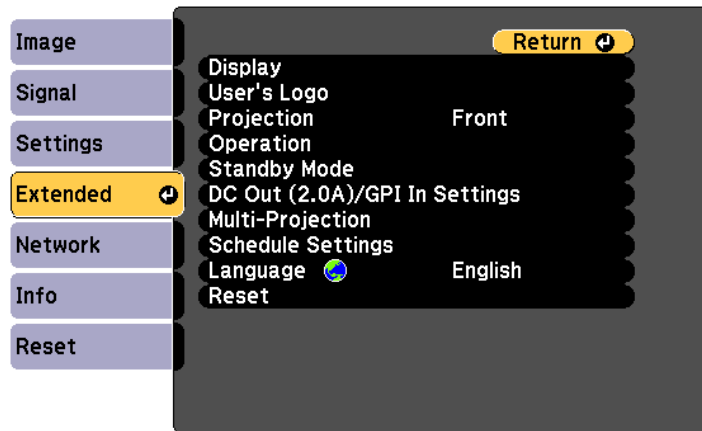 Image
Signal
Settings
Extended
Network
Info
Reset
Return
Display
User's Logo
Projection Front
Operation
Standby Mode
DC Out (2.0A)/GPI In Settings
Multi-Projection
Schedule Settings
Language English
Reset